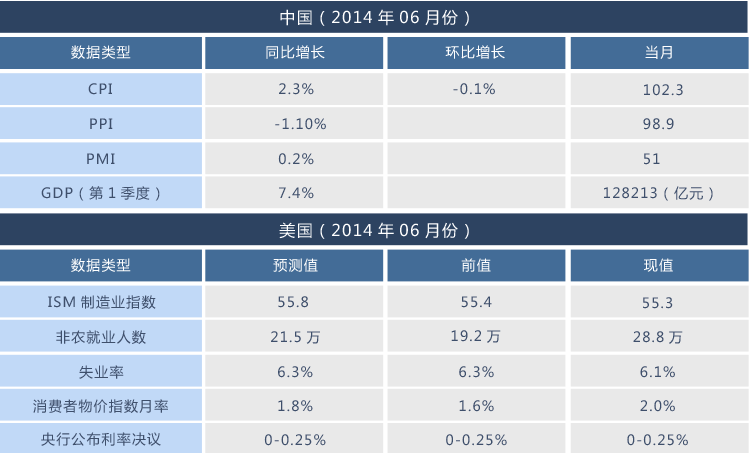 中国（2014 年 06 月份）
数据类型 同比增长 环比增长 当月
CPI 2.3% -0.1% 102.3
PPI -1.10% 98.9
PMI 0.2% 51
GDP（第 1 季度） 7.4% 128213（亿元）
美国（2014 年 06 月份）
数据类型 预测值 前值 现值
ISM 制造业指数 55.8 55.4 55.3
非农就业人数 21.5 万 19.2 万 28.8 万
失业率 6.3% 6.3% 6.1%
消费者物价指数月率 1.8% 1.6% 2.0%
央行公布利率决议 0-0.25% 0-0.25% 0-0.25%